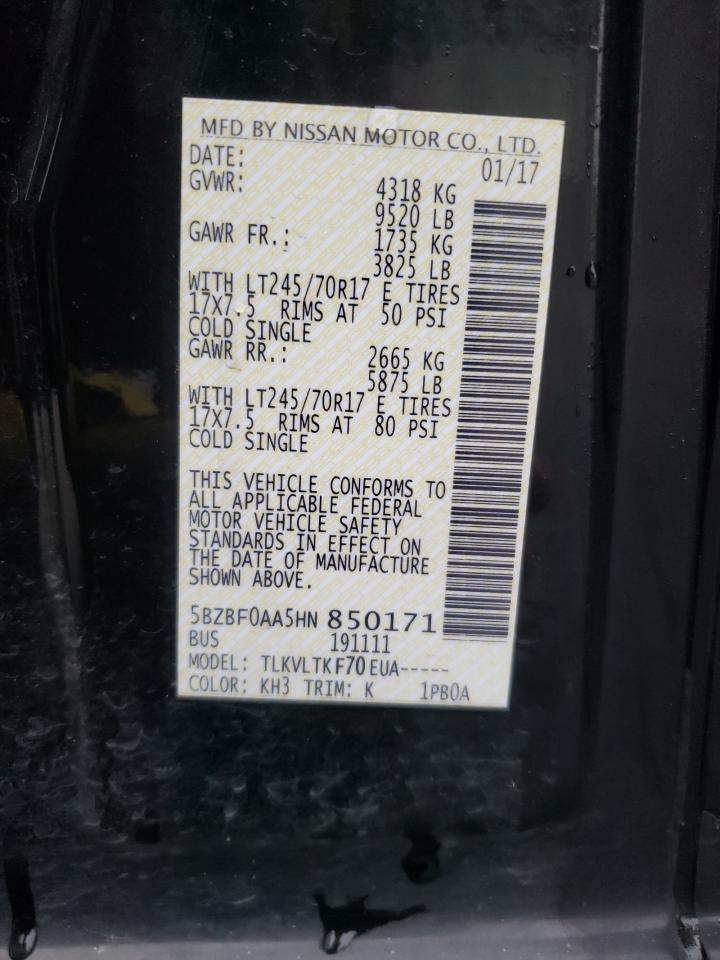 MFD BY NISSAN MOTOR CO., LTD.
DATE: 01/17
GVWR: 4318 KG
9520 LB
GAWR FR.: 1735 KG
3825 LB
WITH LT245/70R17 E TIRES
17X7.5 RIMS AT 50 PSI
COLD SINGLE
GAWR RR.: 2665 KG
5875 LB
WITH LT245/70R17 E TIRES
17X7.5 RIMS AT 80 PSI
COLD SINGLE
THIS VEHICLE CONFORMS TO
ALL APPLICABLE FEDERAL
MOTOR VEHICLE SAFETY
STANDARDS IN EFFECT ON
THE DATE OF MANUFACTURE
SHOWN ABOVE.
5BZBF0AA5HN 850171
BUS 191111
MODEL: TLKVLTKF70EUA-----
COLOR: KH3 TRIM: K 1PB0A